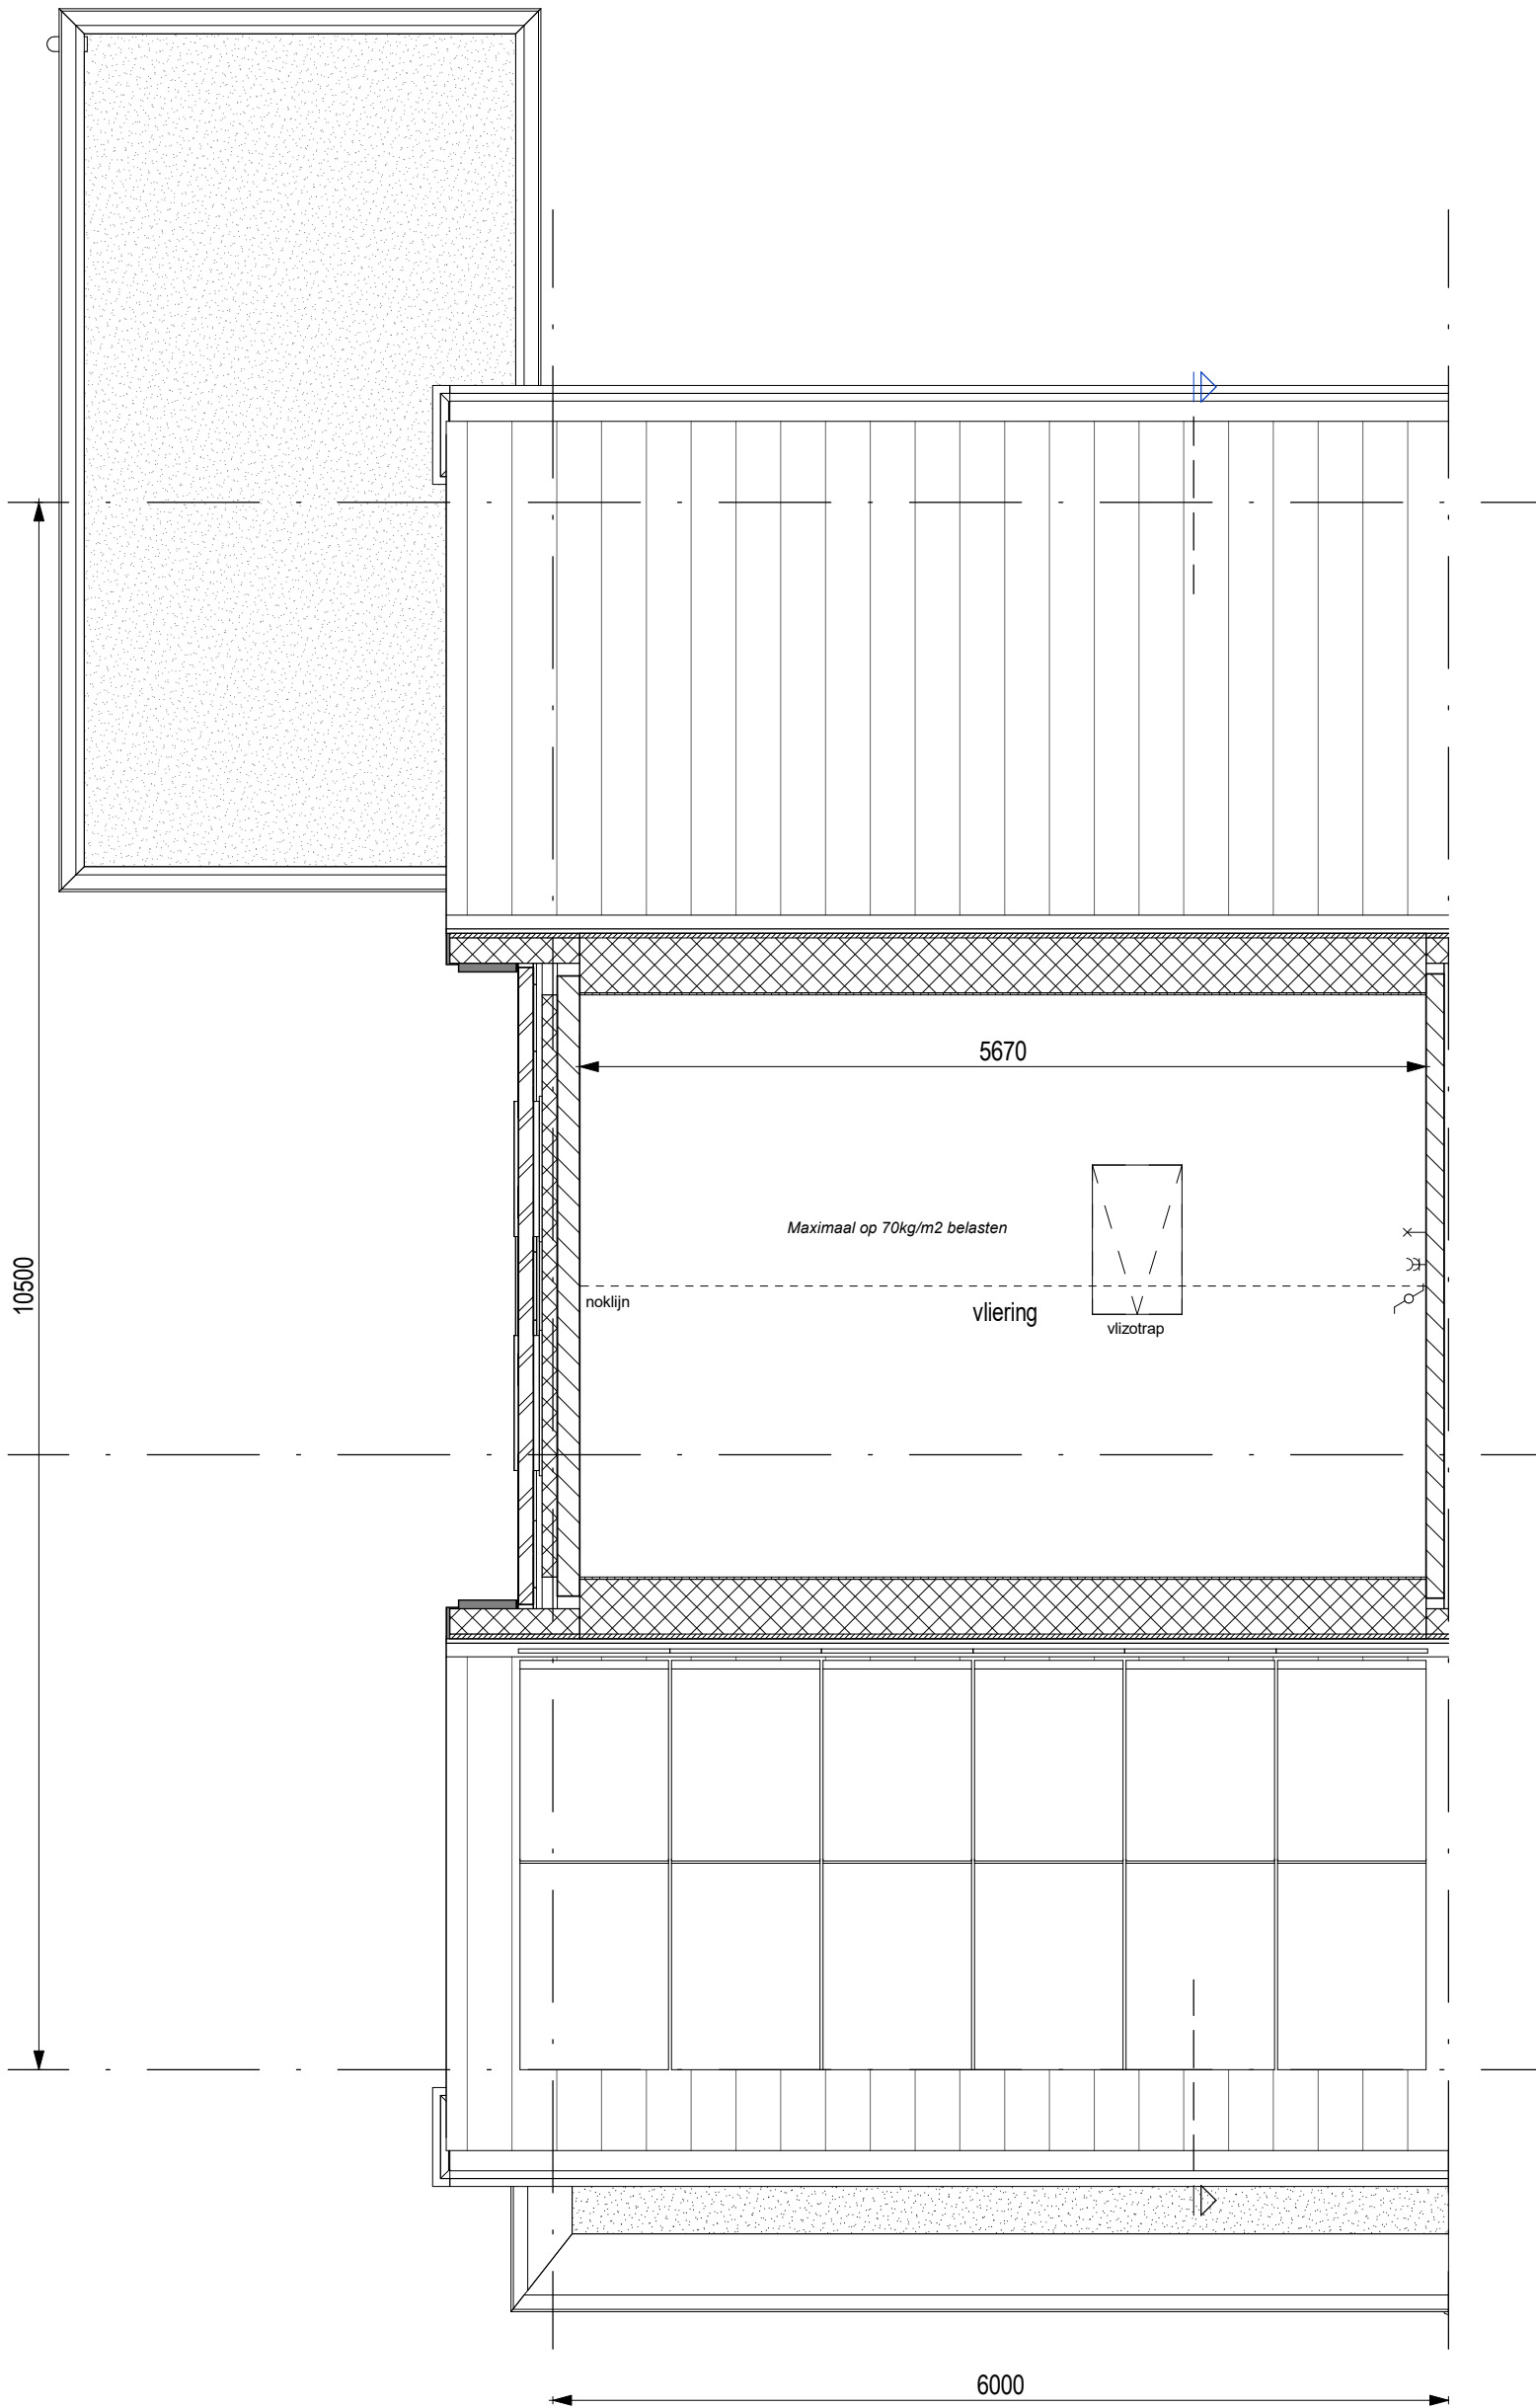 5670
Maximaal op 70kg/m2 belasten
10500
noklijn
vliering
vlizotrap
6000